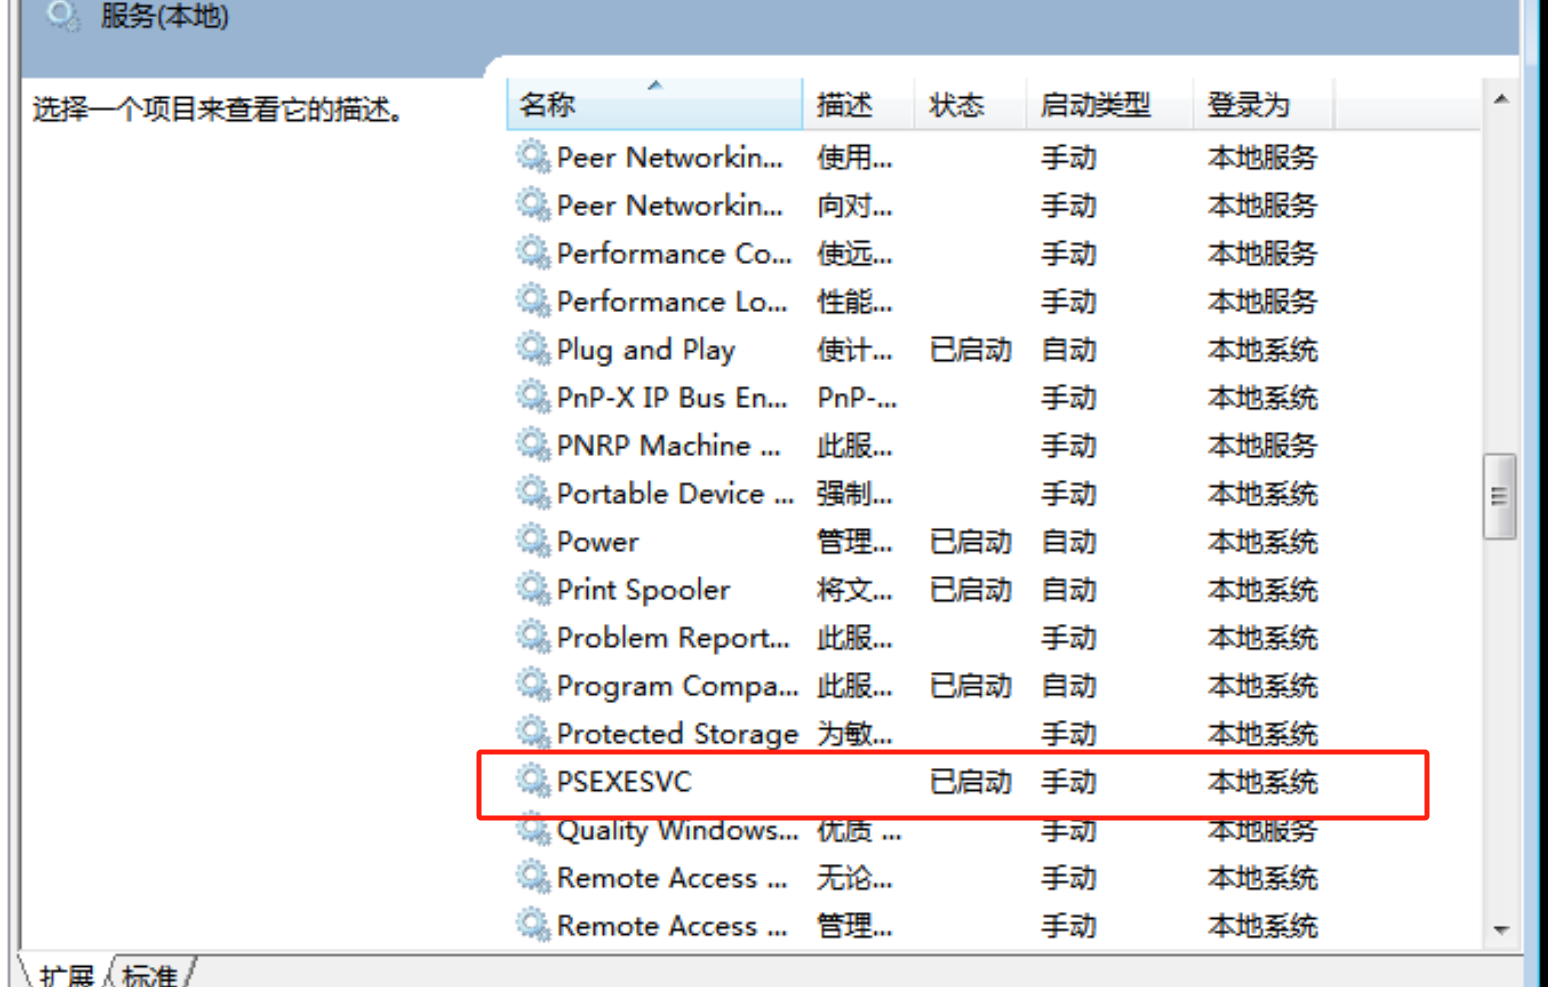 服务(本地)
选择一个项目来查看它的描述。
名称 描述 状态 启动类型 登录为
Peer Networkin... 使用... 手动 本地服务
Peer Networkin... 向对... 手动 本地服务
Performance Co... 使远... 手动 本地服务
Performance Lo... 性能... 手动 本地服务
Plug and Play 使计... 已启动 自动 本地系统
PnP-X IP Bus En... PnP-... 手动 本地系统
PNRP Machine ... 此服... 手动 本地服务
Portable Device ... 强制... 手动 本地系统
Power 管理... 已启动 自动 本地系统
Print Spooler 将文... 已启动 自动 本地系统
Problem Report... 此服... 手动 本地系统
Program Compa... 此服... 已启动 自动 本地系统
Protected Storage 为敏... 手动 本地系统
PSEXESVC 已启动 手动 本地系统
Quality Windows... 优质 ... 手动 本地服务
Remote Access ... 无论... 手动 本地系统
Remote Access ... 管理... 手动 本地系统
扩展 标准